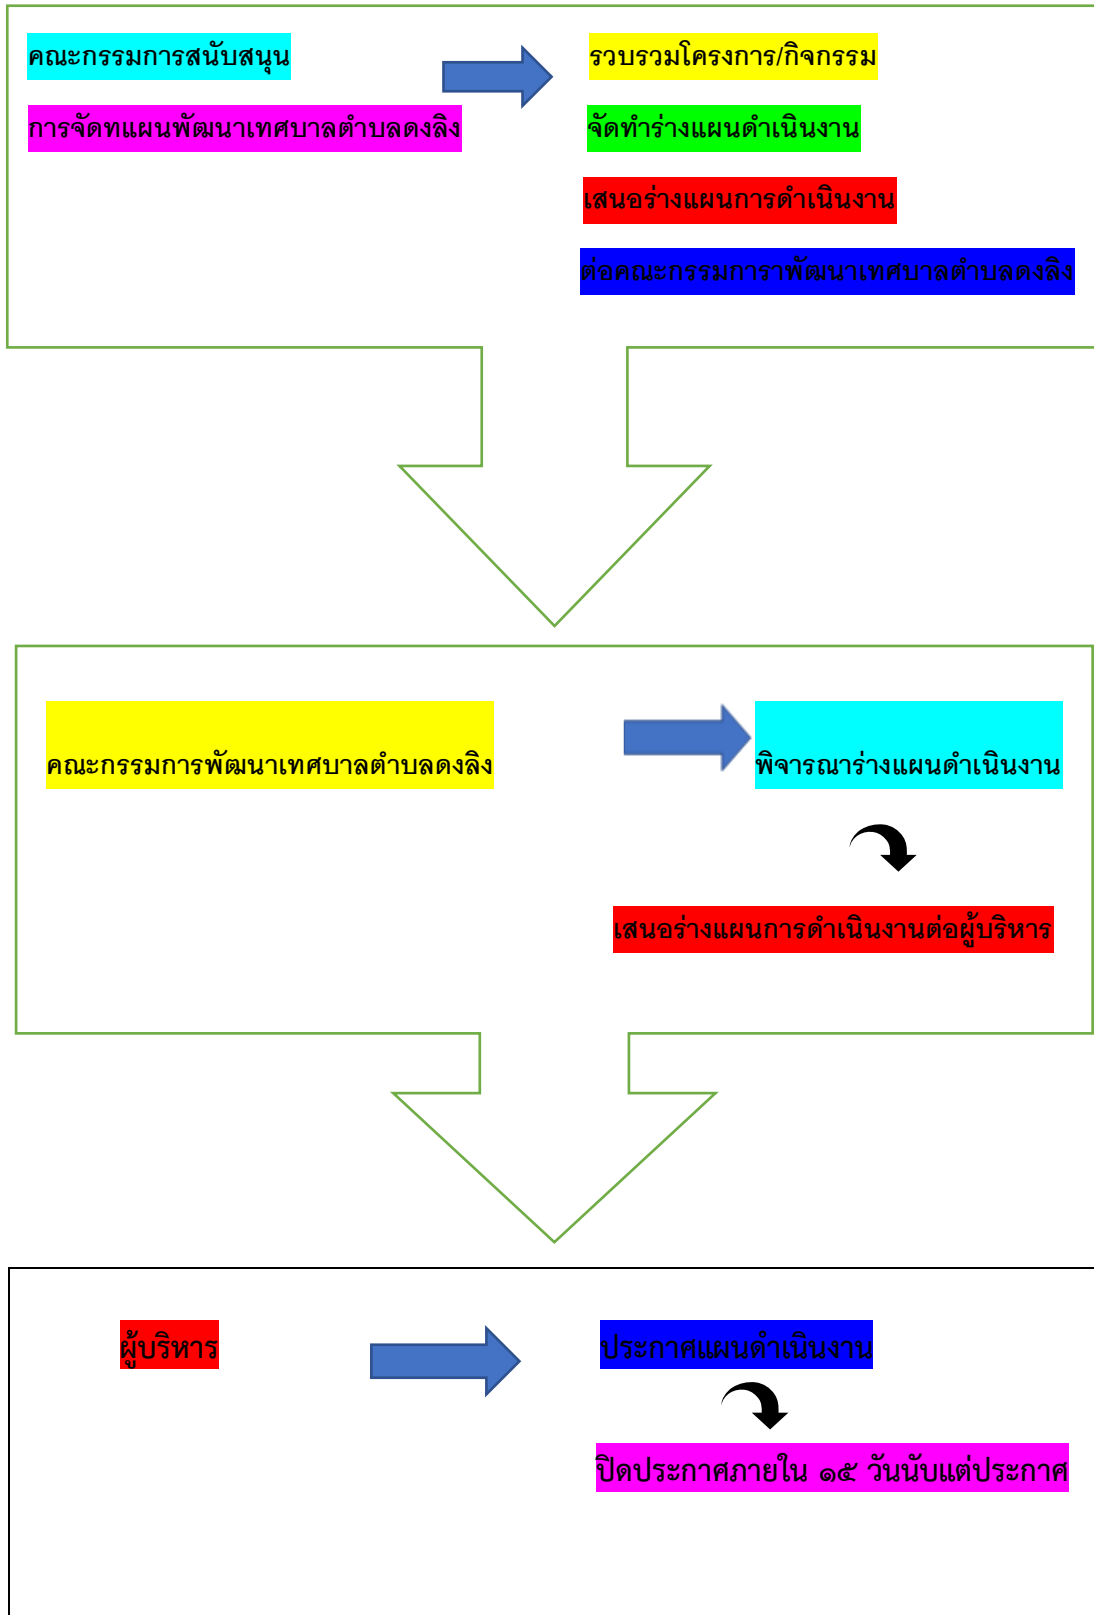 คณะกรรมการสนับสนุน
รวบรวมโครงการ/กิจกรรม
การจัดทแผนพัฒนาเทศบาลตำบลดงลิง
จัดทำร่างแผนดำเนินงาน
เสนอร่างแผนการดำเนินงาน
ต่อคณะกรรมการาพัฒนาเทศบาลตำบลดงลิง
คณะกรรมการพัฒนาเทศบาลตำบลดงลิง
พิจารณาร่างแผนดำเนินงาน
เสนอร่างแผนการดำเนินงานต่อผู้บริหาร
ผู้บริหาร
ประกาศแผนดำเนินงาน
ปิดประกาศภายใน ๑๕ วันนับแต่ประกาศ